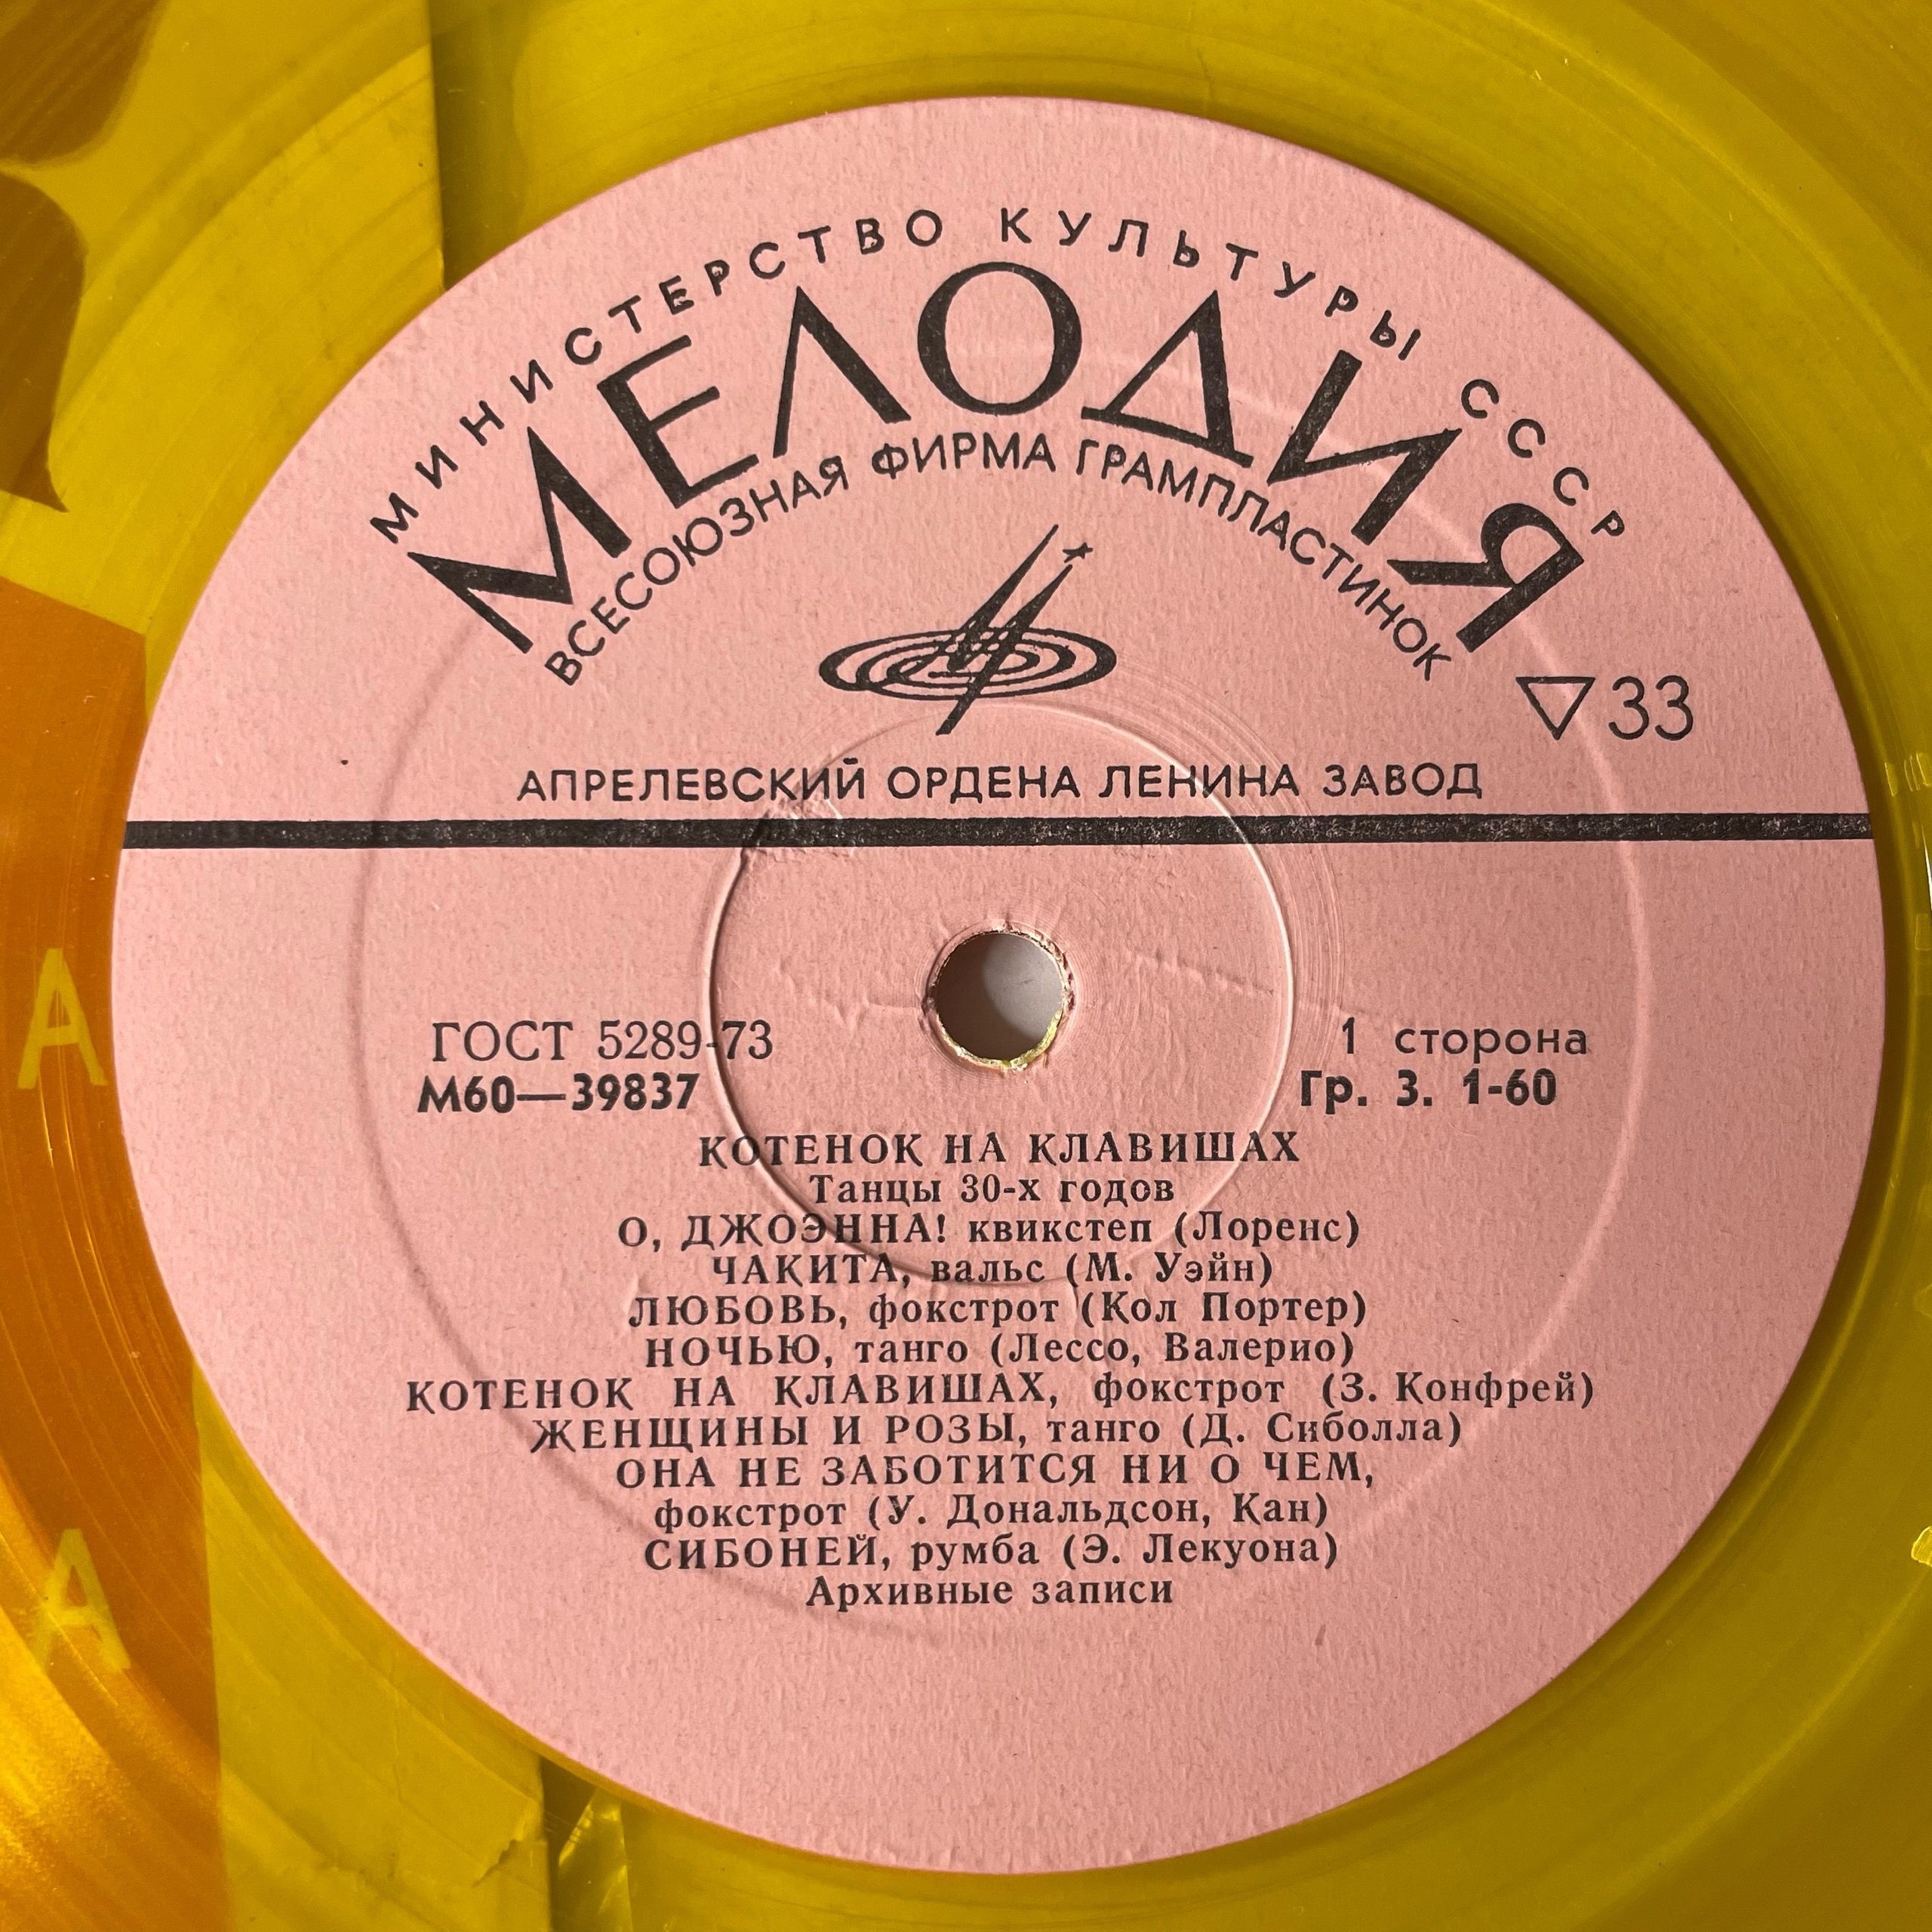 МИНИСТЕРСТВО КУЛЬТУРЫ СССР
МЕЛОДИЯ
ВСЕСОЮЗНАЯ ФИРМА ГРАМПЛАСТИНОК
33
АПРЕЛЕВСКИЙ ОРДЕНА ЛЕНИНА ЗАВОД
ГОСТ 5289-73
М60—39837
1 сторона
Гр. 3. 1-60
КОТЕНОК НА КЛАВИШАХ
Танцы 30-х годов
О, ДЖОЭННА! квикстеп (Лоренс)
ЧАКИТА, вальс (М. Уэйн)
ЛЮБОВЬ, фокстрот (Кол Портер)
НОЧЬЮ, танго (Лессо, Валерио)
КОТЕНОК НА КЛАВИШАХ, фокстрот (З. Конфрей)
ЖЕНЩИНЫ И РОЗЫ, танго (Д. Сиболла)
ОНА НЕ ЗАБОТИТСЯ НИ О ЧЕМ,
фокстрот (У. Дональдсон, Кан)
СИБОНЕЙ, румба (Э. Лекуона)
Архивные записи
А
А